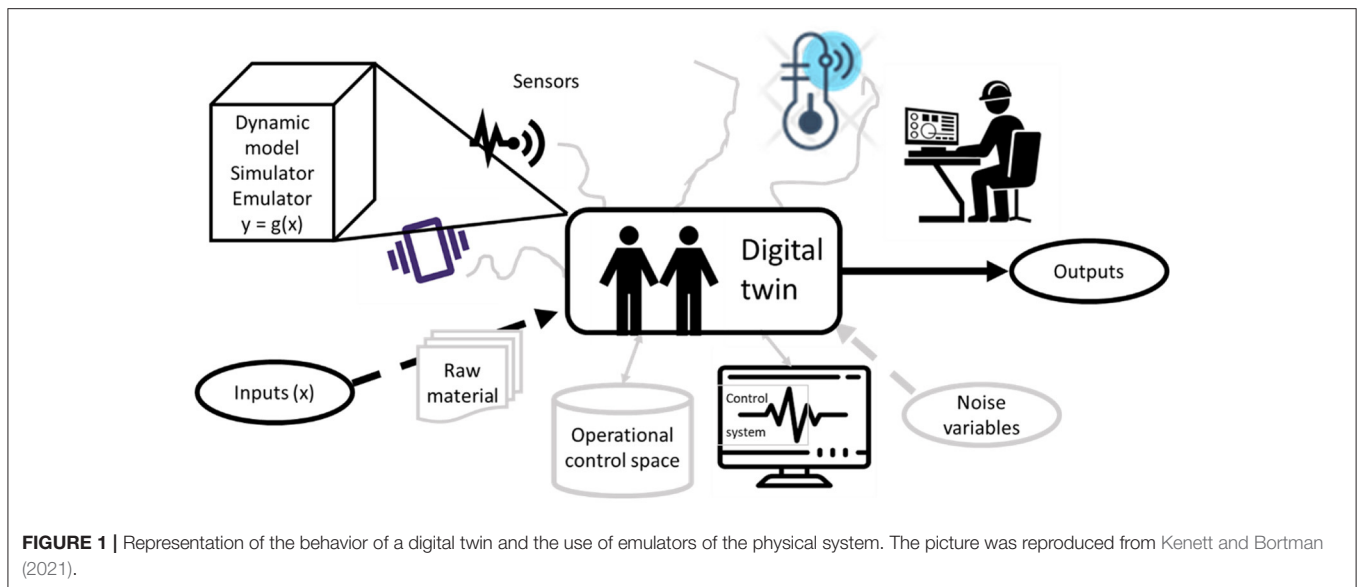 Sensors
Dynamic
model
Simulator
Emulator
y = g(x)
Digital
twin
Outputs
Inputs (x)
Raw
material
Operational
control space
Control
system
Noise
variables
FIGURE 1 | Representation of the behavior of a digital twin and the use of emulators of the physical system. The picture was reproduced from Kenett and Bortman
(2021).